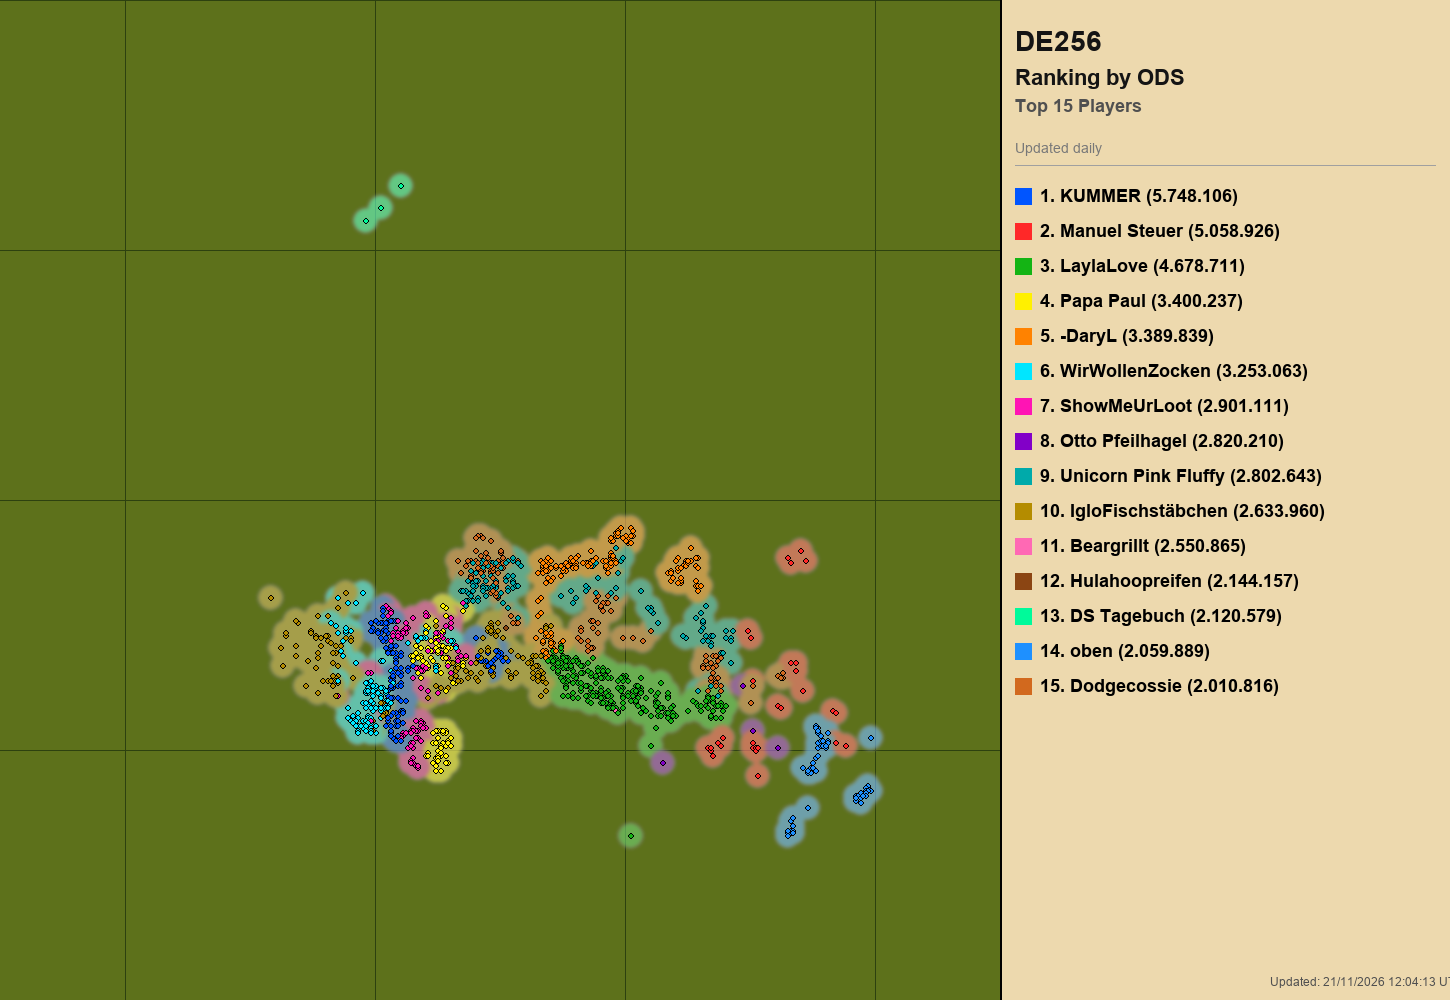 DE256
Ranking by ODS
Top 15 Players
Updated daily
1. KUMMER (5.748.106)
2. Manuel Steuer (5.058.926)
3. LaylaLove (4.678.711)
4. Papa Paul (3.400.237)
5. -DaryL (3.389.839)
6. WirWollenZocken (3.253.063)
7. ShowMeUrLoot (2.901.111)
8. Otto Pfeilhagel (2.820.210)
9. Unicorn Pink Fluffy (2.802.643)
10. IgloFischstäbchen (2.633.960)
11. Beargrillt (2.550.865)
12. Hulahoopreifen (2.144.157)
13. DS Tagebuch (2.120.579)
14. oben (2.059.889)
15. Dodgecossie (2.010.816)
Updated: 21/11/2026 12:04:13